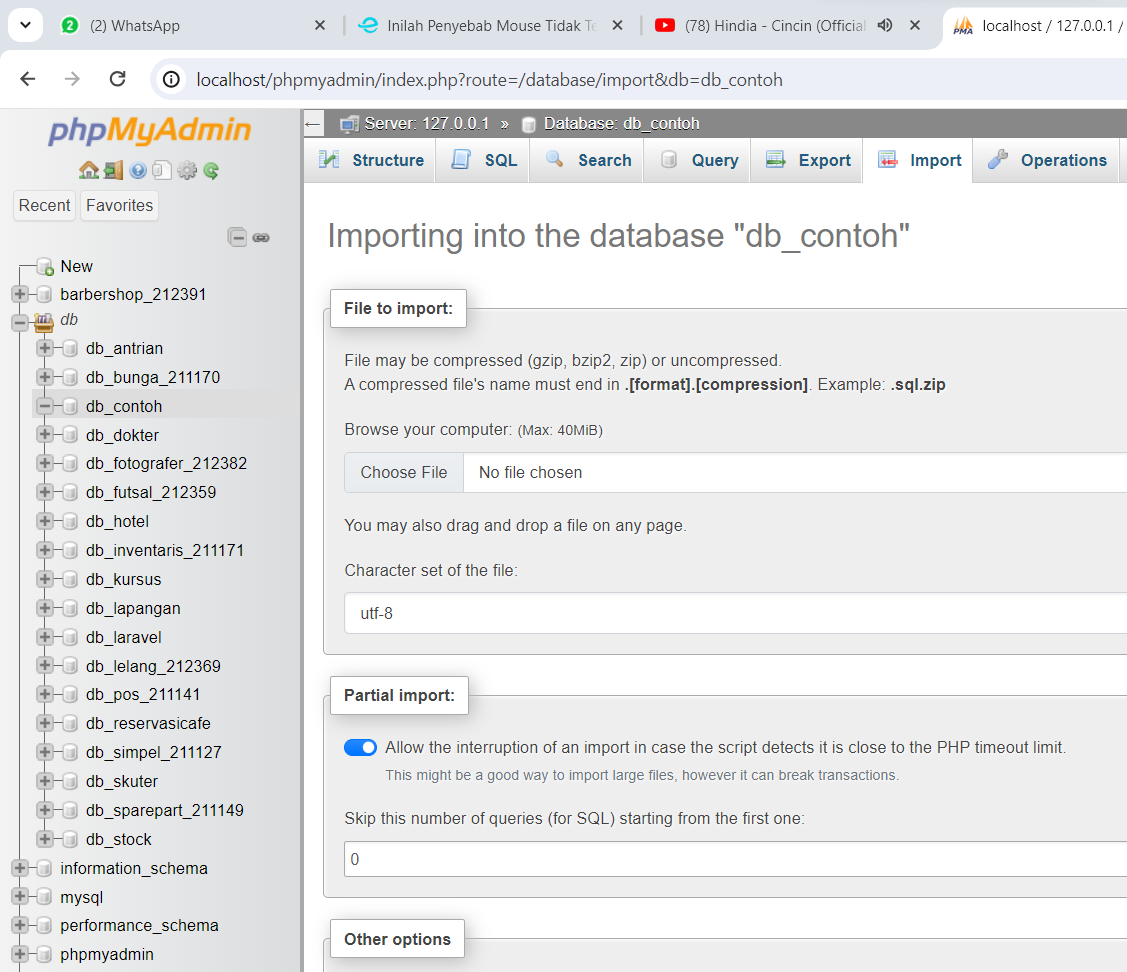 (2) WhatsApp
Inilah Penyebab Mouse Tidak Te
(78) Hindia - Cincin (Official
localhost / 127.0.0.1 /
localhost/phpmyadmin/index.php?route=/database/import&db=db_contoh
phpMyAdmin
Recent
Favorites
New
barbershop_212391
db
db_antrian
db_bunga_211170
db_contoh
db_dokter
db_fotografer_212382
db_futsal_212359
db_hotel
db_inventaris_211171
db_kursus
db_lapangan
db_laravel
db_lelang_212369
db_pos_211141
db_reservasicafe
db_simpel_211127
db_skuter
db_sparepart_211149
db_stock
information_schema
mysql
performance_schema
phpmyadmin
Server: 127.0.0.1 » Database: db_contoh
Structure SQL Search Query Export Import Operations
Importing into the database "db_contoh"
File to import:
File may be compressed (gzip, bzip2, zip) or uncompressed.
A compressed file's name must end in .[format].[compression]. Example: .sql.zip
Browse your computer: (Max: 40MiB)
Choose File No file chosen
You may also drag and drop a file on any page.
Character set of the file:
utf-8
Partial import:
Allow the interruption of an import in case the script detects it is close to the PHP timeout limit.
This might be a good way to import large files, however it can break transactions.
Skip this number of queries (for SQL) starting from the first one:
0
Other options